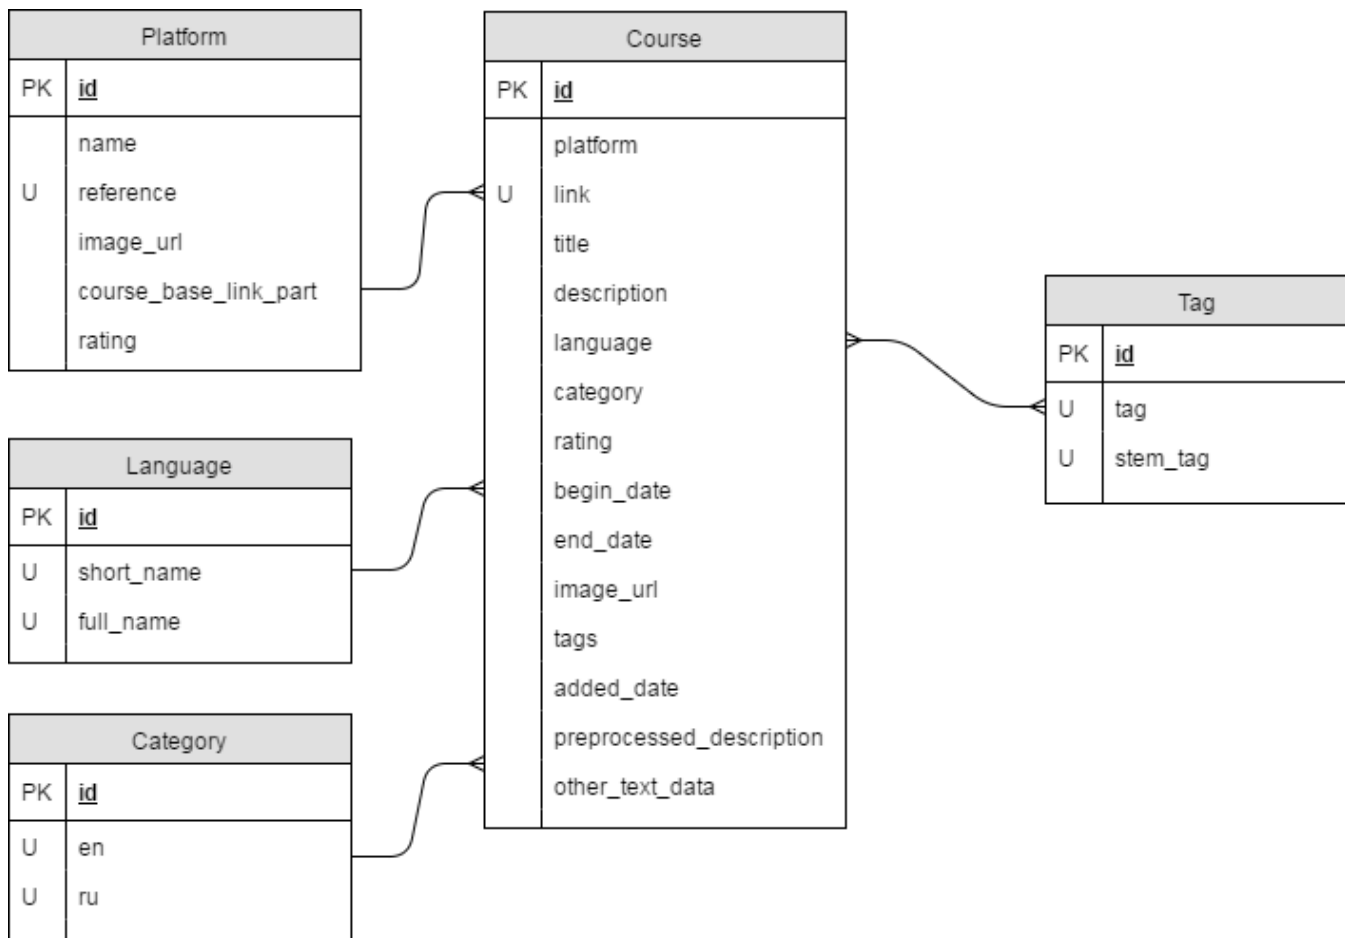 Platform
PK id
name
U reference
image_url
course_base_link_part
rating
Language
PK id
U short_name
U full_name
Category
PK id
U en
U ru
Course
PK id
platform
U link
title
description
language
category
rating
begin_date
end_date
image_url
tags
added_date
preprocessed_description
other_text_data
Tag
PK id
U tag
U stem_tag